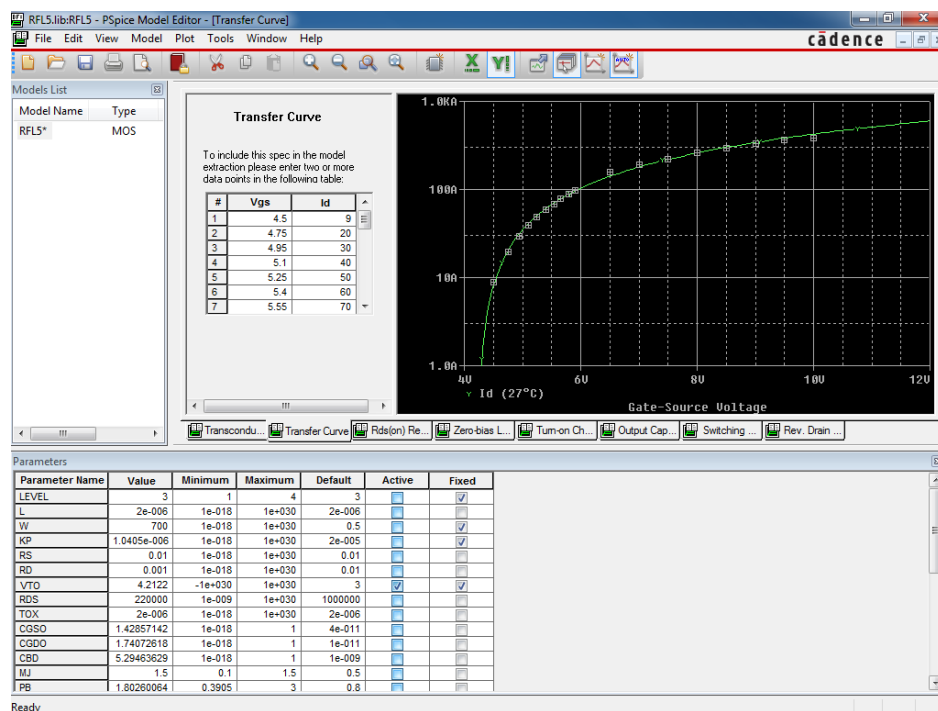 RFL5.lib:RFL5 - PSpice Model Editor - [Transfer Curve]
File Edit View Model Plot Tools Window Help
cādence
Models List
Model Name Type
RFL5* MOS
Transfer Curve
To include this spec in the model
extraction please enter two or more
data points in the following table:
# Vgs Id
1 4.5 9
2 4.75 20
3 4.95 30
4 5.1 40
5 5.25 50
6 5.4 60
7 5.55 70
1.0KA
100A
10A
1.0A
4V 6V 8V 10V 12V
Y Id (27°C)
Gate-Source Voltage
Transcondu... Transfer Curve Rds(on) Re... Zero-bias L... Turn-on Ch... Output Cap... Switching ... Rev. Drain ...
Parameters
Parameter Name Value Minimum Maximum Default Active Fixed
LEVEL 3 1 4 3
L 2e-006 1e-018 1e+030 2e-006
W 700 1e-018 1e+030 0.5
KP 1.0405e-006 1e-018 1e+030 2e-005
RS 0.01 1e-018 1e+030 0.01
RD 0.001 1e-018 1e+030 0.01
VTO 4.2122 -1e+030 1e+030 3
RDS 220000 1e-009 1e+030 1000000
TOX 2e-006 1e-018 1e+030 2e-006
CGSO 1.42857142 1e-018 1 4e-011
CGDO 1.74072618 1e-018 1 1e-011
CBD 5.29463629 1e-018 1 1e-009
MJ 1.5 0.1 1.5 0.5
PB 1.80260064 0.3905 3 0.8
Ready